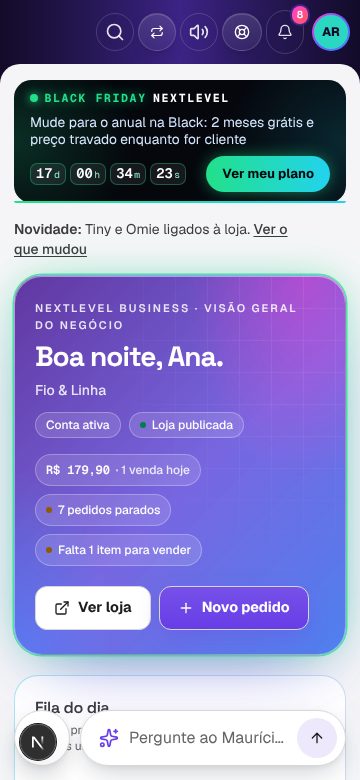 8
AR
BLACK FRIDAY NEXTLEVEL
Mude para o anual na Black: 2 meses grátis e
preço travado enquanto for cliente
17d 00h 34m 23s
Ver meu plano
Novidade: Tiny e Omie ligados à loja. Ver o
que mudou
NEXTLEVEL BUSINESS · VISÃO GERAL
DO NEGÓCIO
Boa noite, Ana.
Fio & Linha
Conta ativa
Loja publicada
R$ 179,90 · 1 venda hoje
7 pedidos parados
Falta 1 item para vender
Ver loja
Novo pedido
Fila do dia
N
Pergunte ao Mauríci...